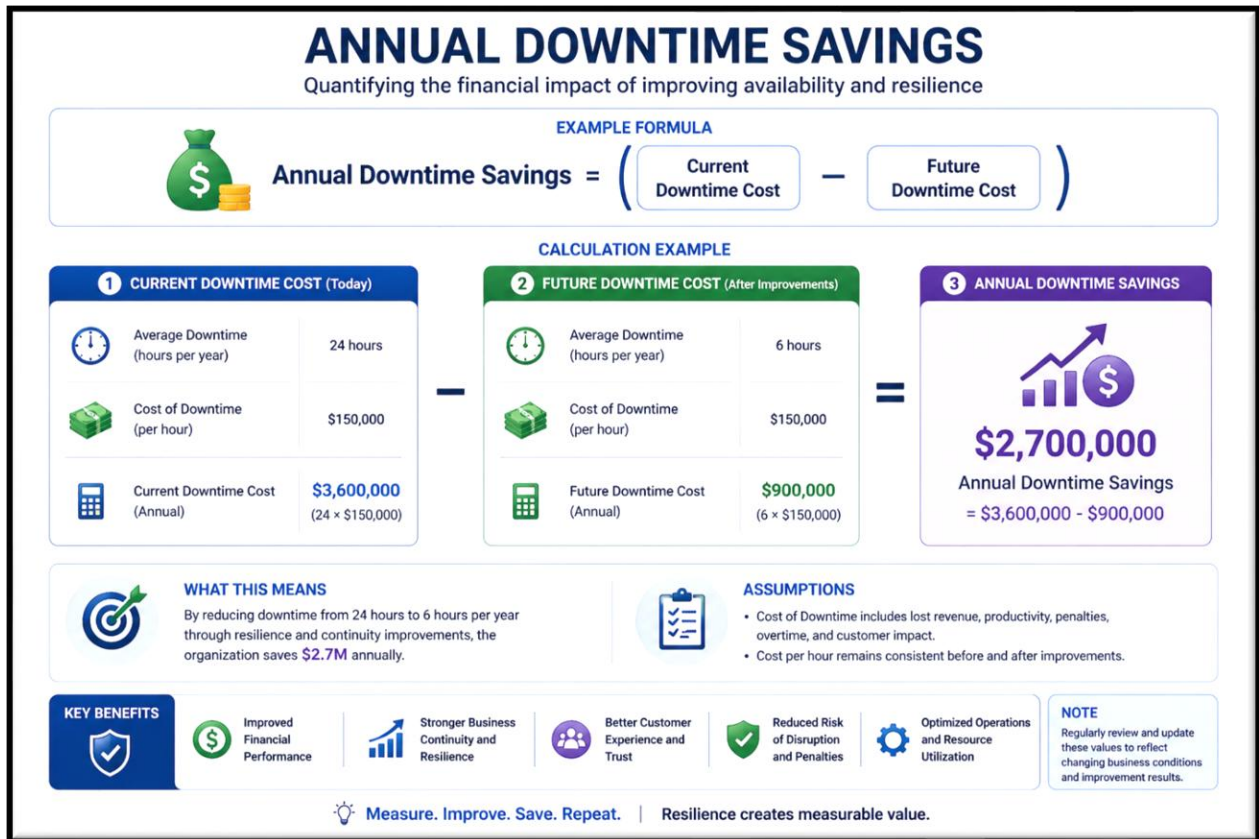 ANNUAL DOWNTIME SAVINGS
Quantifying the financial impact of improving availability and resilience
EXAMPLE FORMULA
$
Annual Downtime Savings = ( Current
Downtime Cost — Future
Downtime Cost )
CALCULATION EXAMPLE
1 CURRENT DOWNTIME COST (Today)
Average Downtime
(hours per year)
24 hours
Cost of Downtime
(per hour)
$150,000
Current Downtime Cost
(Annual)
$3,600,000
(24 × $150,000)
—
2 FUTURE DOWNTIME COST (After Improvements)
Average Downtime
(hours per year)
6 hours
Cost of Downtime
(per hour)
$150,000
Future Downtime Cost
(Annual)
$900,000
(6 × $150,000)
=
3 ANNUAL DOWNTIME SAVINGS
$
$2,700,000
Annual Downtime Savings
= $3,600,000 - $900,000
WHAT THIS MEANS
By reducing downtime from 24 hours to 6 hours per year
through resilience and continuity improvements, the
organization saves $2.7M annually.
ASSUMPTIONS
• Cost of Downtime includes lost revenue, productivity, penalties,
overtime, and customer impact.
• Cost per hour remains consistent before and after improvements.
KEY BENEFITS
$
Improved
Financial
Performance
Stronger Business
Continuity and
Resilience
Better Customer
Experience and
Trust
Reduced Risk
of Disruption
and Penalties
Optimized Operations
and Resource
Utilization
NOTE
Regularly review and update
these values to reflect
changing business conditions
and improvement results.
Measure. Improve. Save. Repeat. | Resilience creates measurable value.